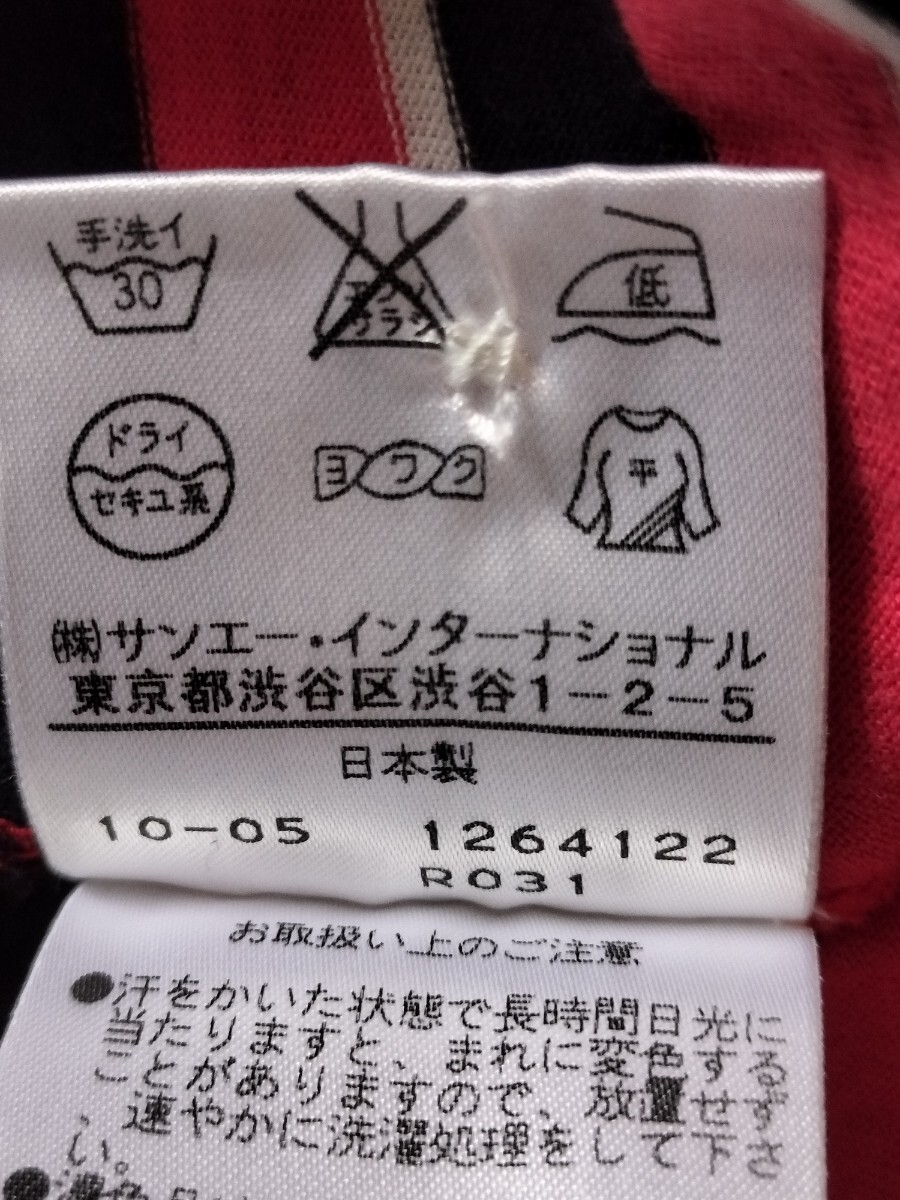 手洗イ
30
エンソ
サラシ
低
ドライ
セキユ系
ヨワク
平
㈱サンエー・インターナショナル
東京都渋谷区渋谷1-2-5
日本製
10-05 1264122
R031
お取扱い上のご注意
●汗をかいた状態で長時間日光に
当たりますと、まれに変色する
ことがありますので、放置せず
速やかに洗濯処理をして下さ
い。
●濃色